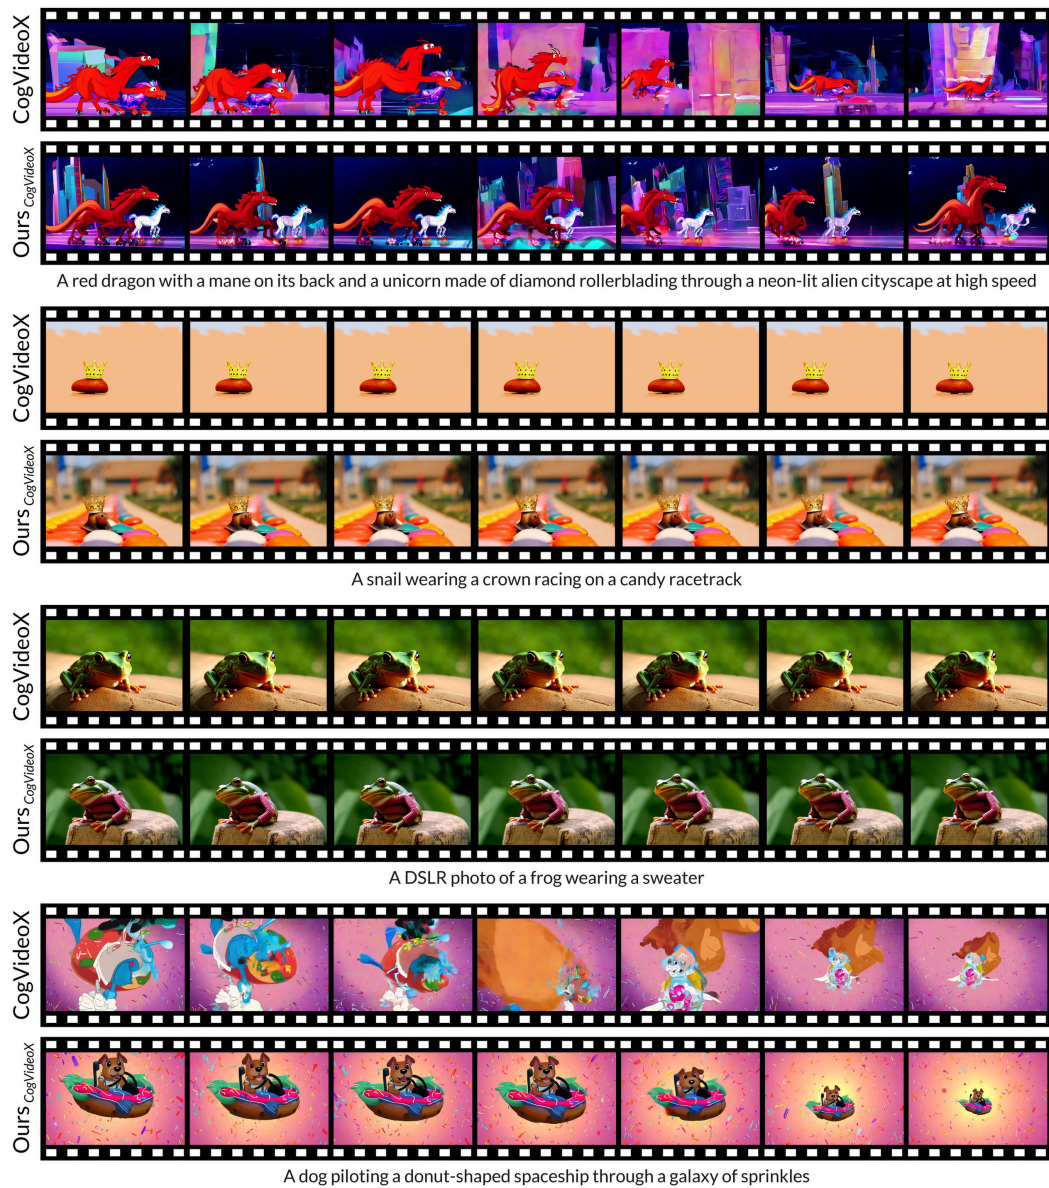 CogVideoX
Ours CogVideoX
A red dragon with a mane on its back and a unicorn made of diamond rollerblading through a neon-lit alien cityscape at high speed
CogVideoX
Ours CogVideoX
A snail wearing a crown racing on a candy racetrack
CogVideoX
Ours CogVideoX
A DSLR photo of a frog wearing a sweater
CogVideoX
Ours CogVideoX
A dog piloting a donut-shaped spaceship through a galaxy of sprinkles